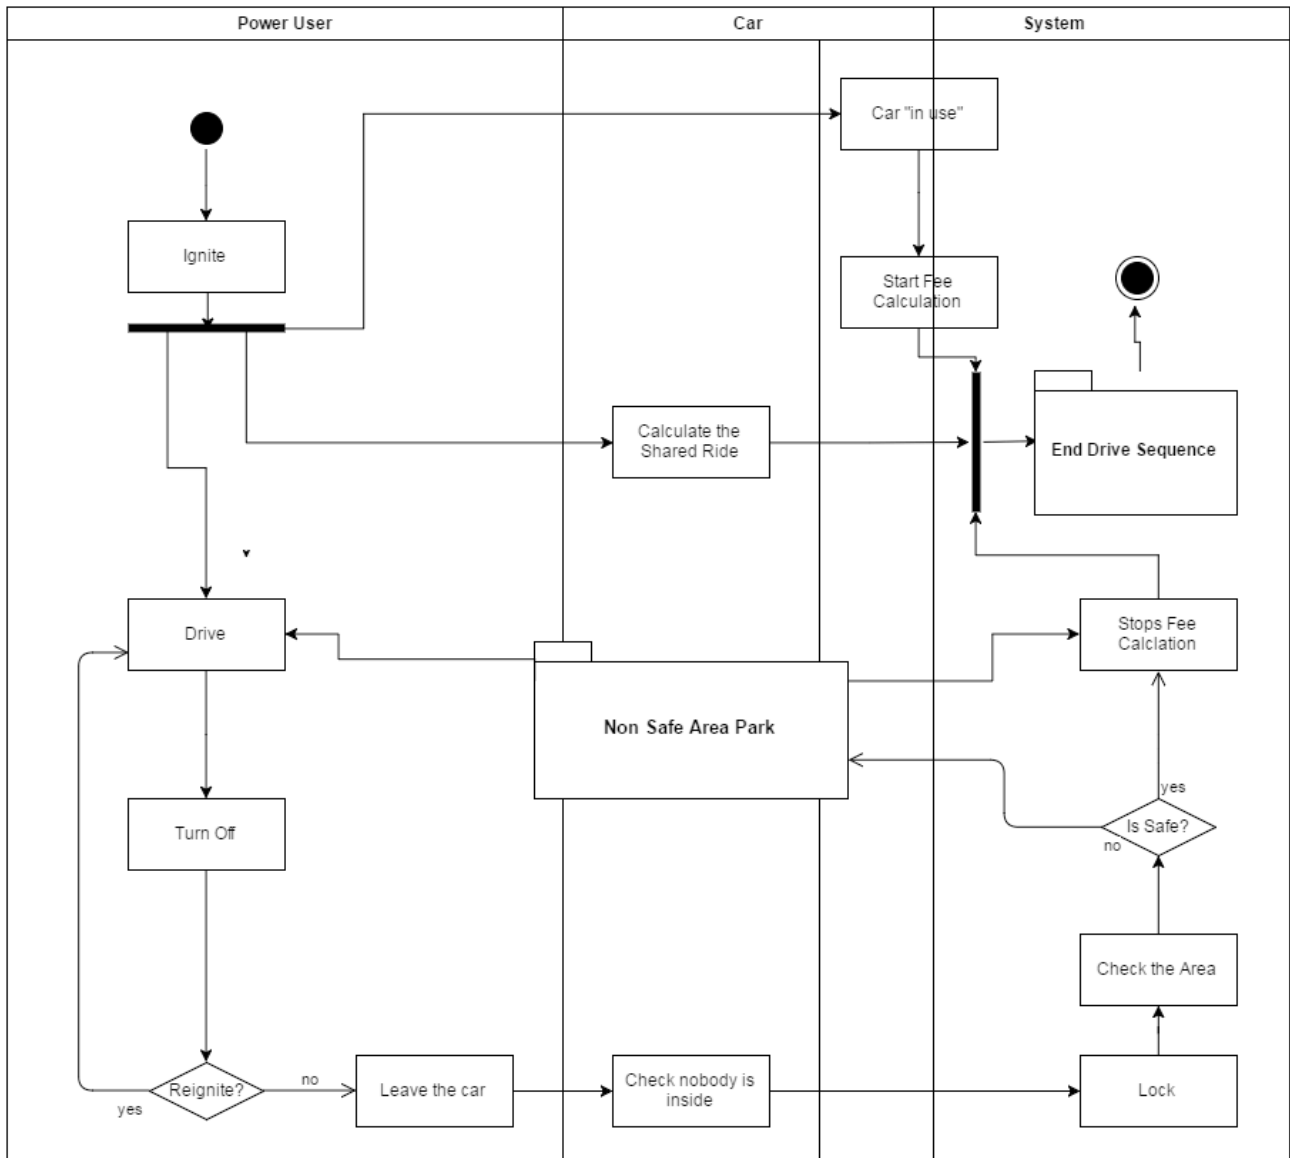 Power User
Car
System
Car "in use"
Ignite
Start Fee
Calculation
Calculate the
Shared Ride
End Drive Sequence
Drive
Stops Fee
Calclation
Non Safe Area Park
yes
Turn Off
Is Safe?
no
Check the Area
no
Reignite?
yes
Leave the car
Check nobody is
inside
Lock